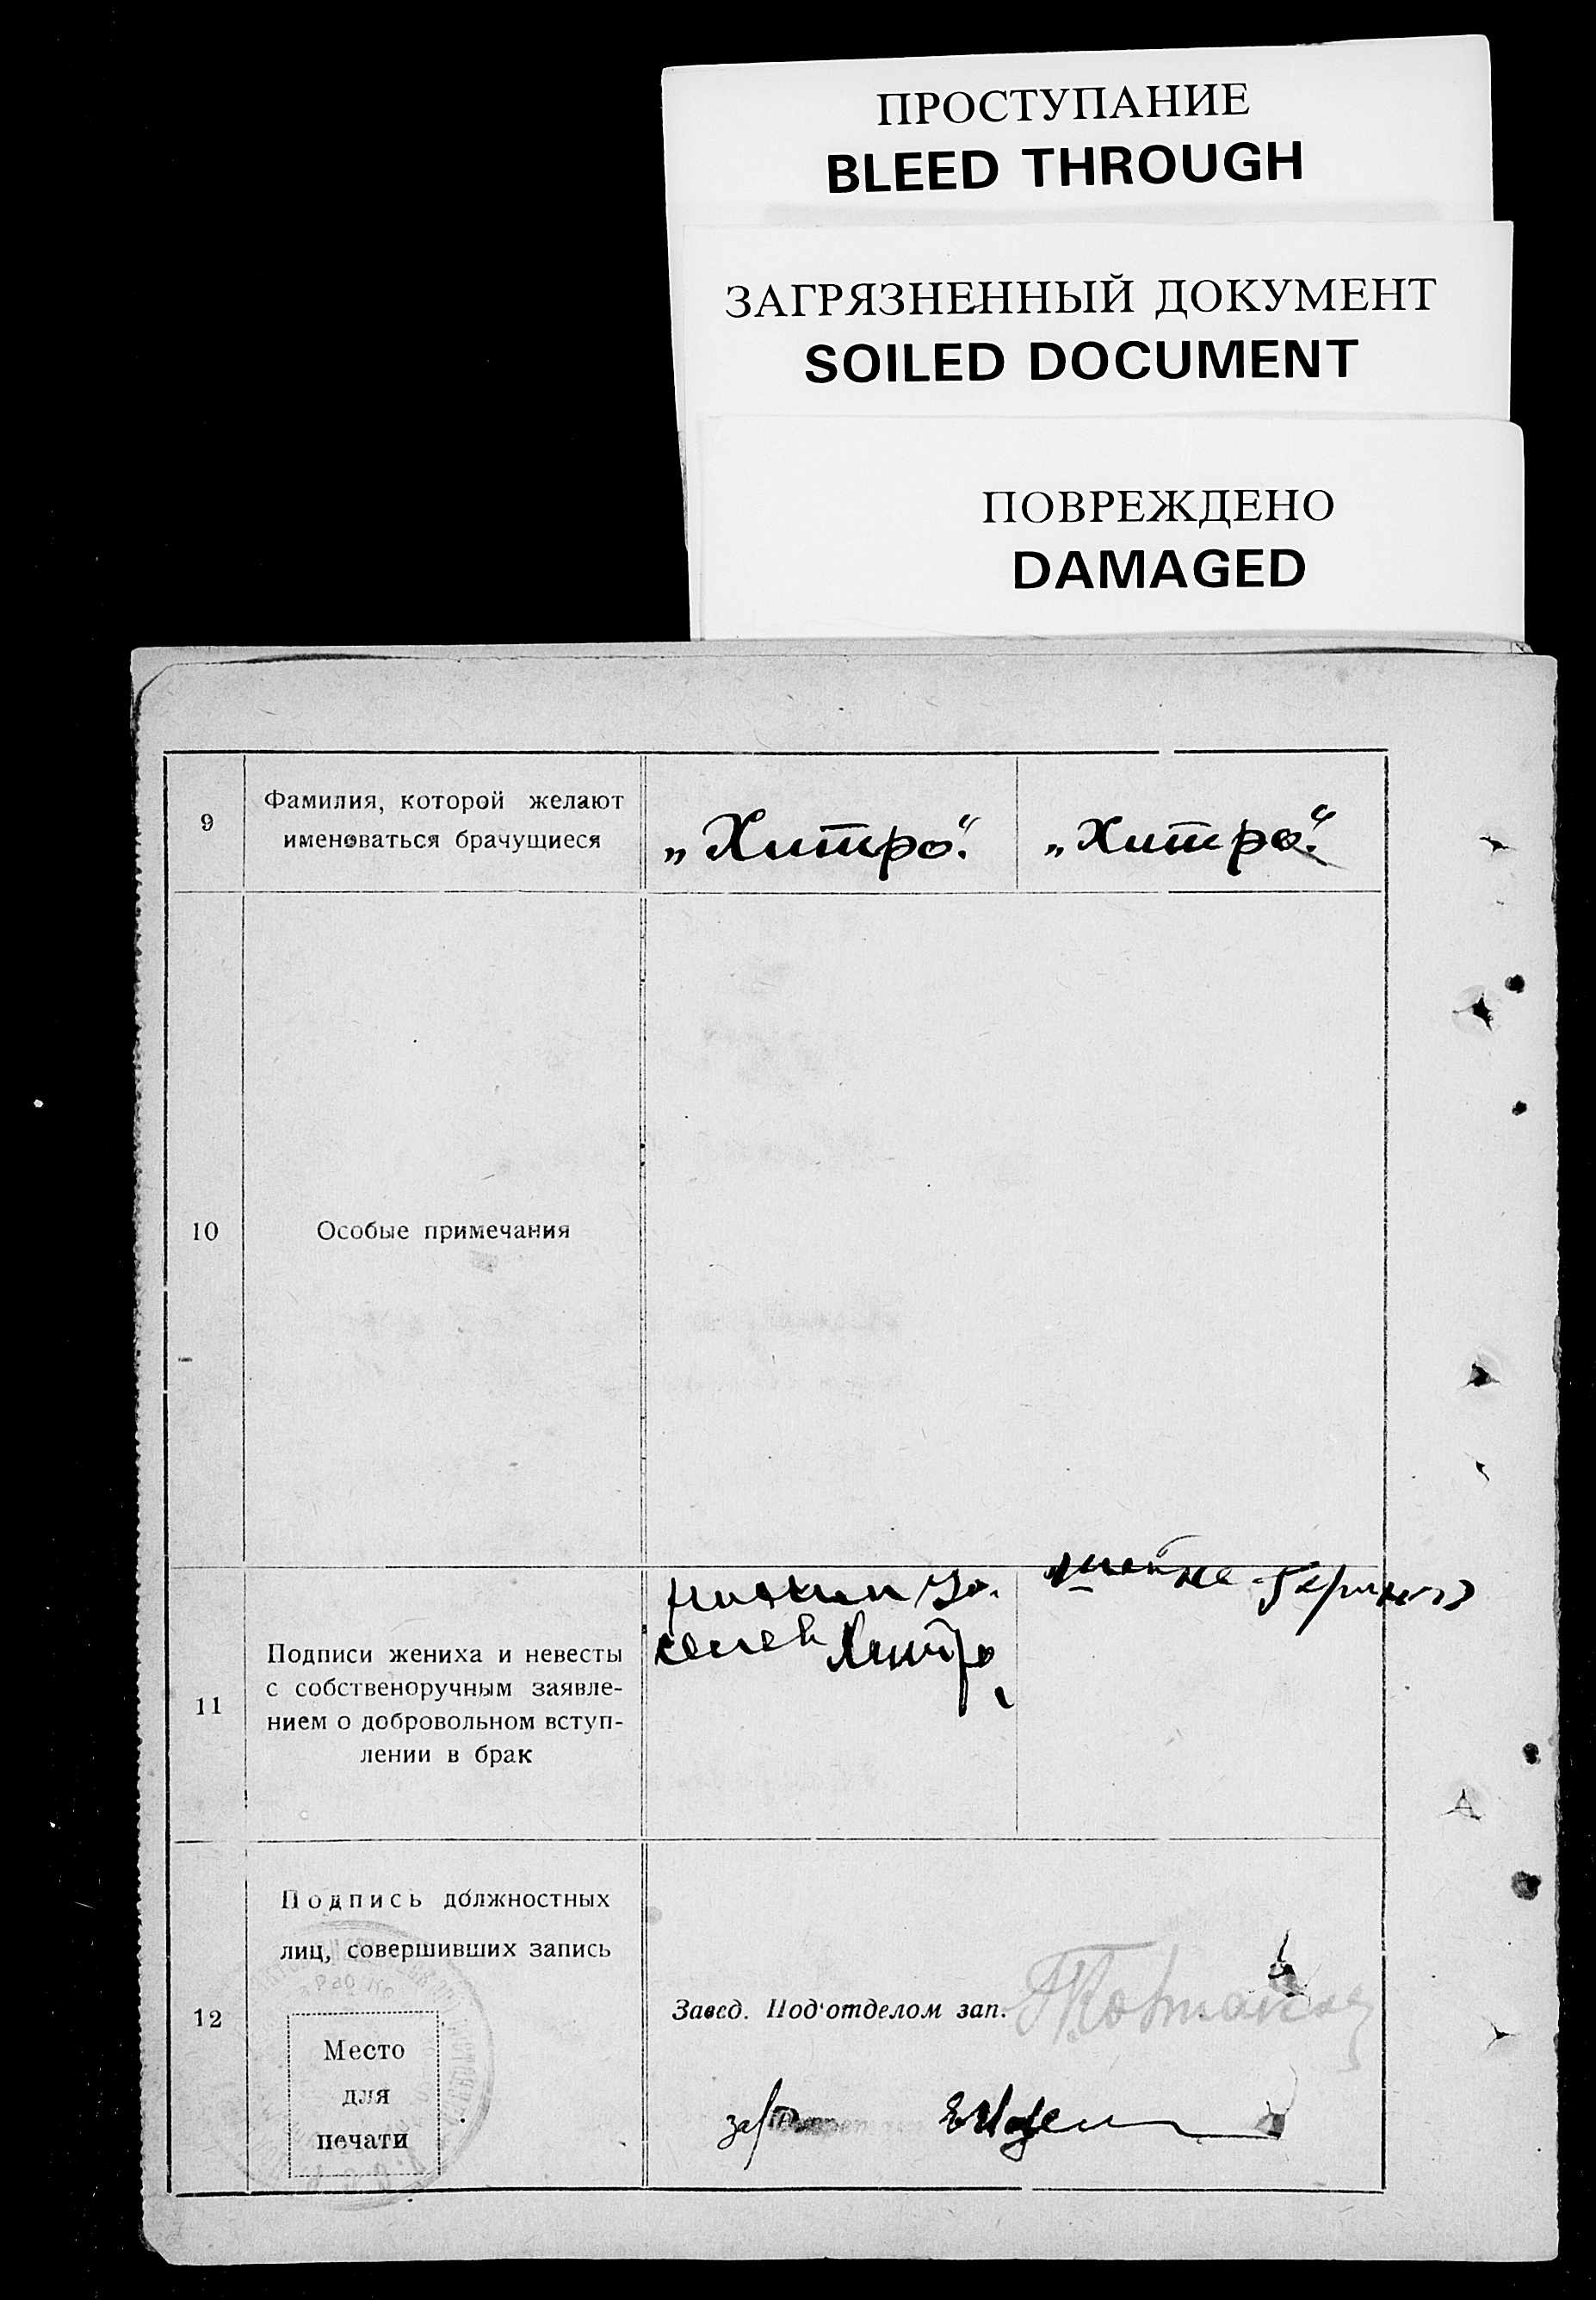 ПРОСТУПАНИЕ
BLEED THROUGH
ЗАГРЯЗНЕННЫЙ ДОКУМЕНТ
SOILED DOCUMENT
ПОВРЕЖДЕНО
DAMAGED
9
Фамилия, которой желают
именоваться брачущиеся
„Хитро“.
„Хитро“.
10
Особые примечания
11
Подписи жениха и невесты
с собственоручным заявле-
нием о добровольном вступ-
лении в брак
Хитро
12
Подпись должностных
лиц, совершивших запись
Место
для
печати
Завед. Под'отделом зап.